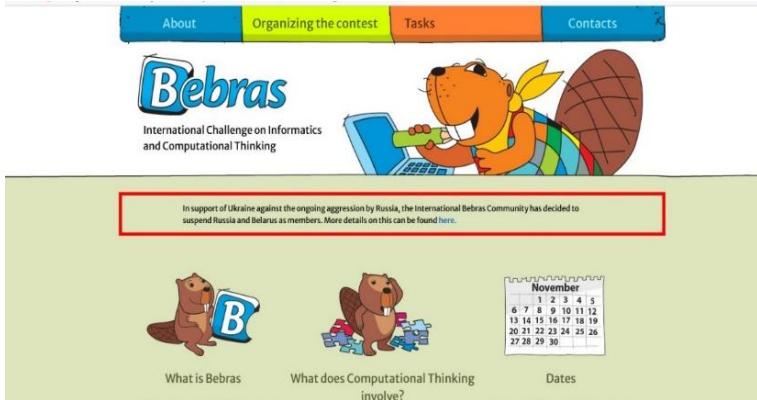 About Organizing the contest Tasks Contacts
Bebras
International Challenge on Informatics
and Computational Thinking
In support of Ukraine against the ongoing aggression by Russia, the International Bebras Community has decided to
suspend Russia and Belarus as members. More details on this can be found here.
B
November
1 2 3 4 5
6 7 8 9 10 11 12
13 14 15 16 17 18 19
20 21 22 23 24 25 26
27 28 29 30
What is Bebras What does Computational Thinking Dates
involve?